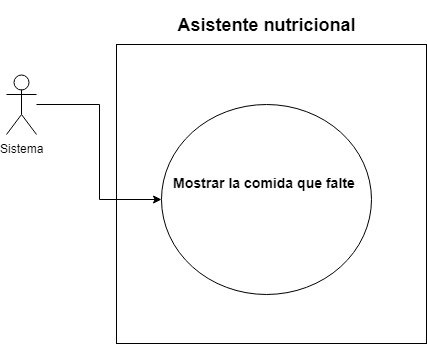 Asistente nutricional
Sistema
Mostrar la comida que falte